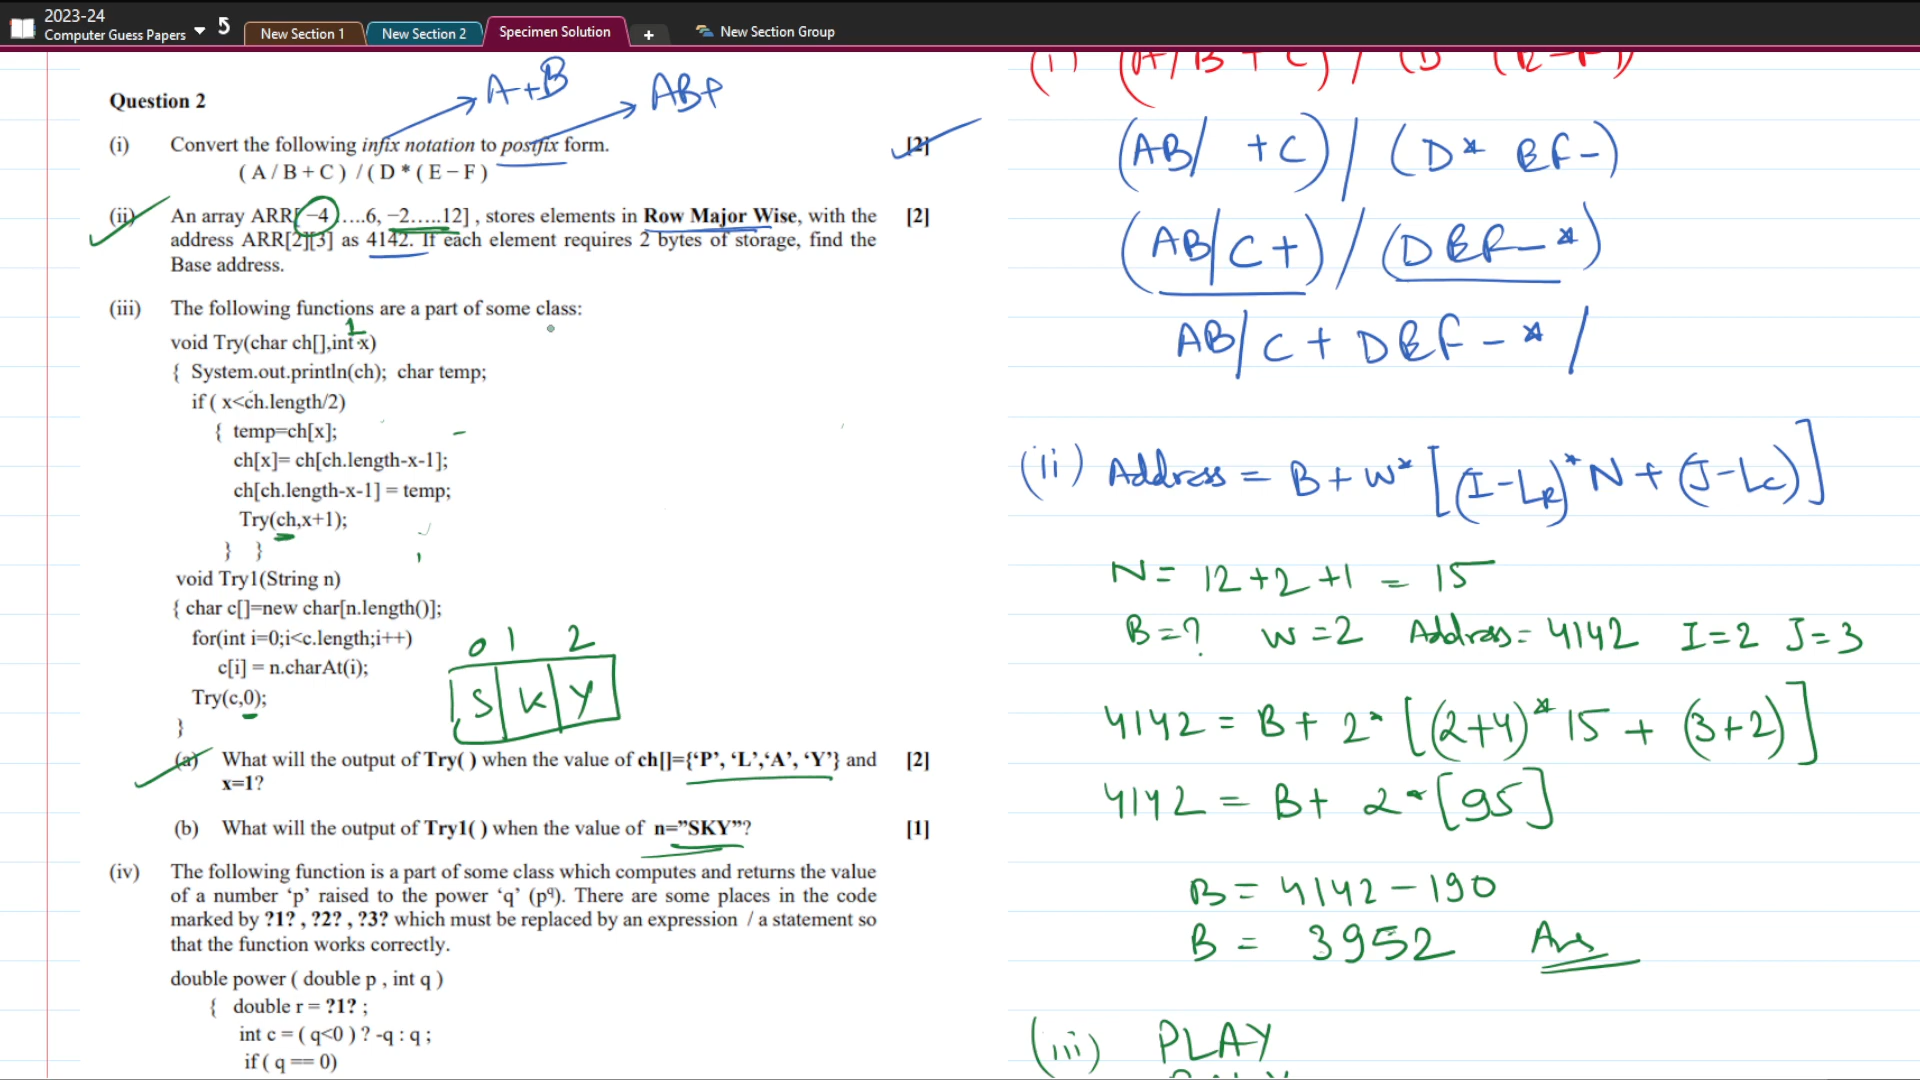 2023-24
Computer Guess Papers
New Section 1
New Section 2
Specimen Solution
+
New Section Group
Question 2
A+B
AB+
(i) Convert the following infix notation to postfix form. [2]
( A / B + C ) / ( D * ( E – F )
(ii) An array ARR[ –4…..6, –2…..12] , stores elements in Row Major Wise, with the [2]
address ARR[2][3] as 4142. If each element requires 2 bytes of storage, find the
Base address.
(iii) The following functions are a part of some class:
1
void Try(char ch[],int x)
{ System.out.println(ch); char temp;
if ( x<ch.length/2)
{ temp=ch[x];
ch[x]= ch[ch.length-x-1];
ch[ch.length-x-1] = temp;
Try(ch,x+1);
} }
void Try1(String n)
{ char c[]=new char[n.length()];
for(int i=0;i<c.length;i++)
c[i] = n.charAt(i);
Try(c,0);
}
0 1 2
S K Y
(a) What will the output of Try( ) when the value of ch[]={‘P’, ‘L’,‘A’, ‘Y’} and [2]
x=1?
(b) What will the output of Try1( ) when the value of n=”SKY”? [1]
(iv) The following function is a part of some class which computes and returns the value
of a number ‘p’ raised to the power ‘q’ (pq). There are some places in the code
marked by ?1? , ?2? , ?3? which must be replaced by an expression / a statement so
that the function works correctly.
double power ( double p , int q )
{ double r = ?1? ;
int c = ( q<0 ) ? -q : q ;
if ( q == 0)
(i) (A/B+C) / (D (E-F)
(AB/ +C) / (D* EF-)
(AB/C+) / (DEF-*)
AB/C+DEF-*/
(ii) Address = B+W* [(I-LR)* N + (J-LC)]
N = 12+2+1 = 15
B=? W=2 Address=4142 I=2 J=3
4142 = B+ 2* [(2+4)* 15 + (3+2)]
4142 = B+ 2*[95]
B = 4142-190
B = 3952 Ans
(iii) PLAY